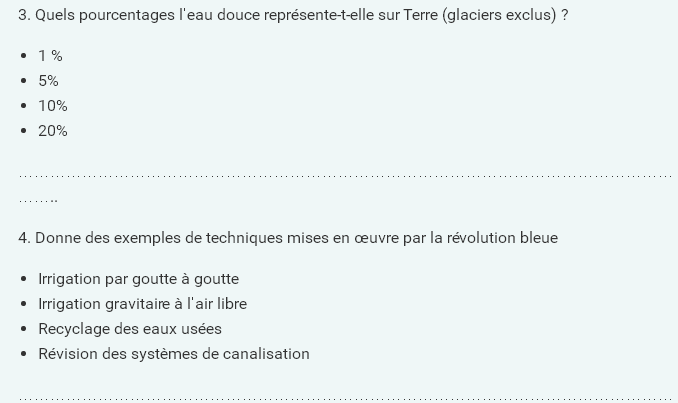 3. Quels pourcentages l'eau douce représente-t-elle sur Terre (glaciers exclus) ?
• 1 %
• 5%
• 10%
• 20%
……………………………………………………………………………………………………………
……..
4. Donne des exemples de techniques mises en œuvre par la révolution bleue
• Irrigation par goutte à goutte
• Irrigation gravitaire à l'air libre
• Recyclage des eaux usées
• Révision des systèmes de canalisation
……………………………………………………………………………………………………………